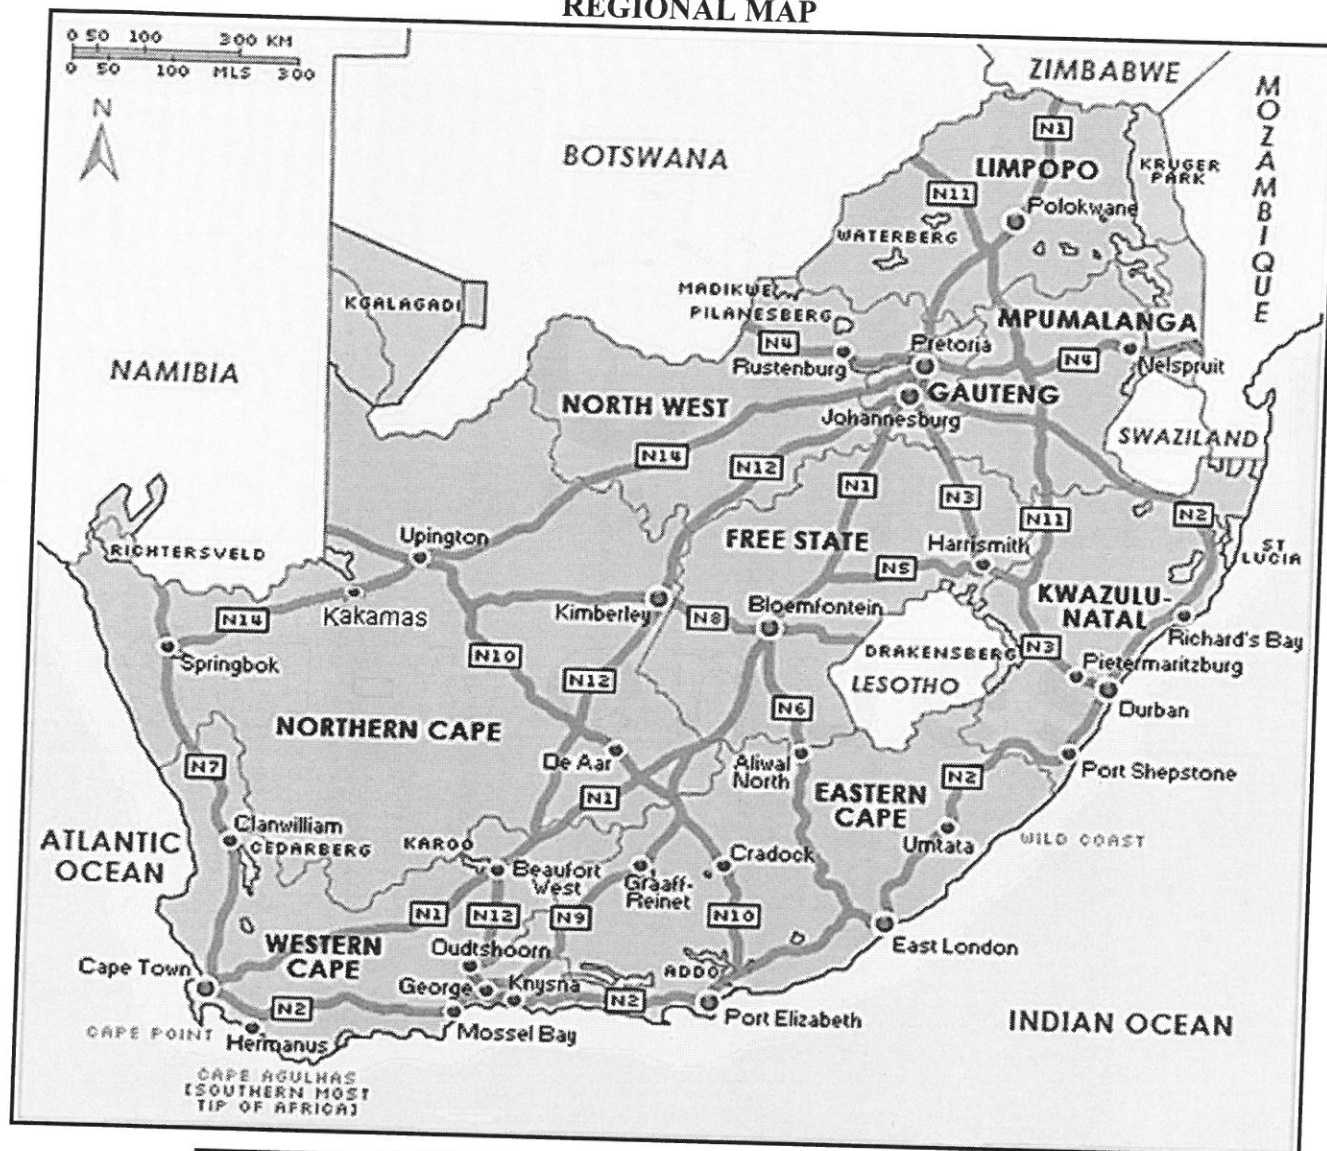 REGIONAL MAP
0 50 100 300 KM
0 50 100 MLS 300
N
ZIMBABWE
MOZAMBIQUE
BOTSWANA
N1
LIMPOPO
KRUGER
PARK
N11
Polokwane
WATERBERG
MADIKWE
KGALAGADI
PILANESBERG
MPUMALANGA
NAMIBIA
N4
Pretoria
N4
Rustenburg
Nelspruit
NORTH WEST
GAUTENG
Johannesburg
SWAZILAND
N14
N12
N1
N3
N11
N2
Upington
FREE STATE
Harrismith
ST
LUCIA
RICHTERSVELD
N5
Kakamas
Kimberley
N8
Bloemfontein
KWAZULU-
NATAL
N14
Richard's Bay
Springbok
N10
DRAKENSBERG
N3
Pietermaritzburg
N12
LESOTHO
N6
Durban
NORTHERN CAPE
De Aar
Aliwal
North
N7
N2
Port Shepstone
N1
EASTERN
CAPE
Clanwilliam
CEDARBERG
KAROO
Umtata
WILD COAST
ATLANTIC
OCEAN
Beaufort
West
Graaff-
Reinet
Cradock
N1
N12
N9
N10
WESTERN
CAPE
Oudtshoorn
East London
Cape Town
George
Knysna
ADDO
N2
N2
CAPE POINT
Hermanus
Mossel Bay
Port Elizabeth
INDIAN OCEAN
CAPE AGULHAS
[SOUTHERN MOST
TIP OF AFRICA]